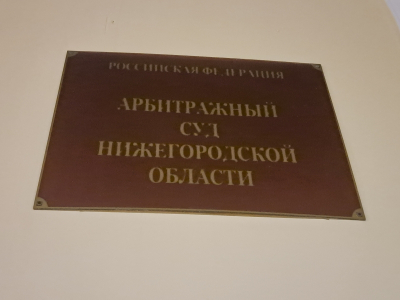 РОССИЙСКАЯ ФЕДЕРАЦИЯ
АРБИТРАЖНЫЙ
СУД
НИЖЕГОРОДСКОЙ
ОБЛАСТИ